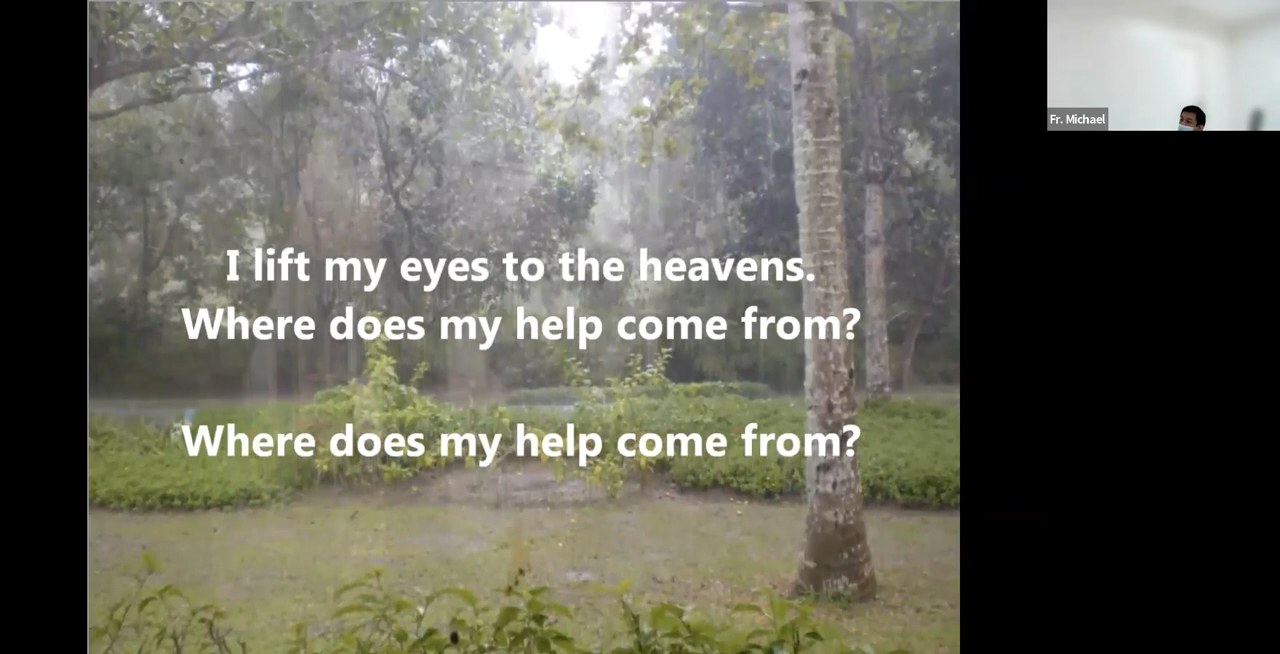 I lift my eyes to the heavens.
Where does my help come from?
Where does my help come from?
Fr. Michael